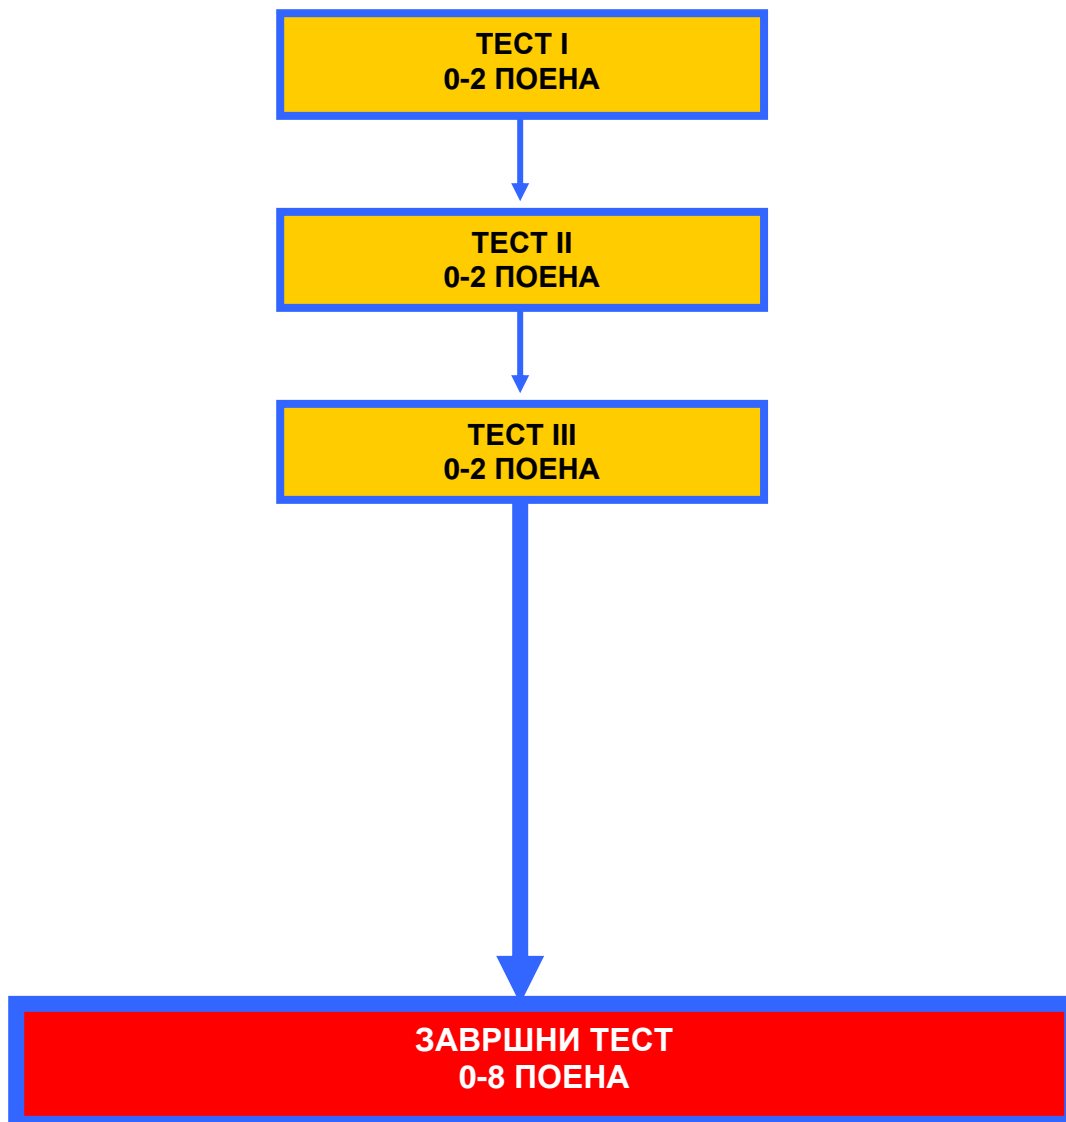 ТЕСТ I
0-2 ПОЕНА
ТЕСТ II
0-2 ПОЕНА
ТЕСТ III
0-2 ПОЕНА
ЗАВРШНИ ТЕСТ
0-8 ПОЕНА